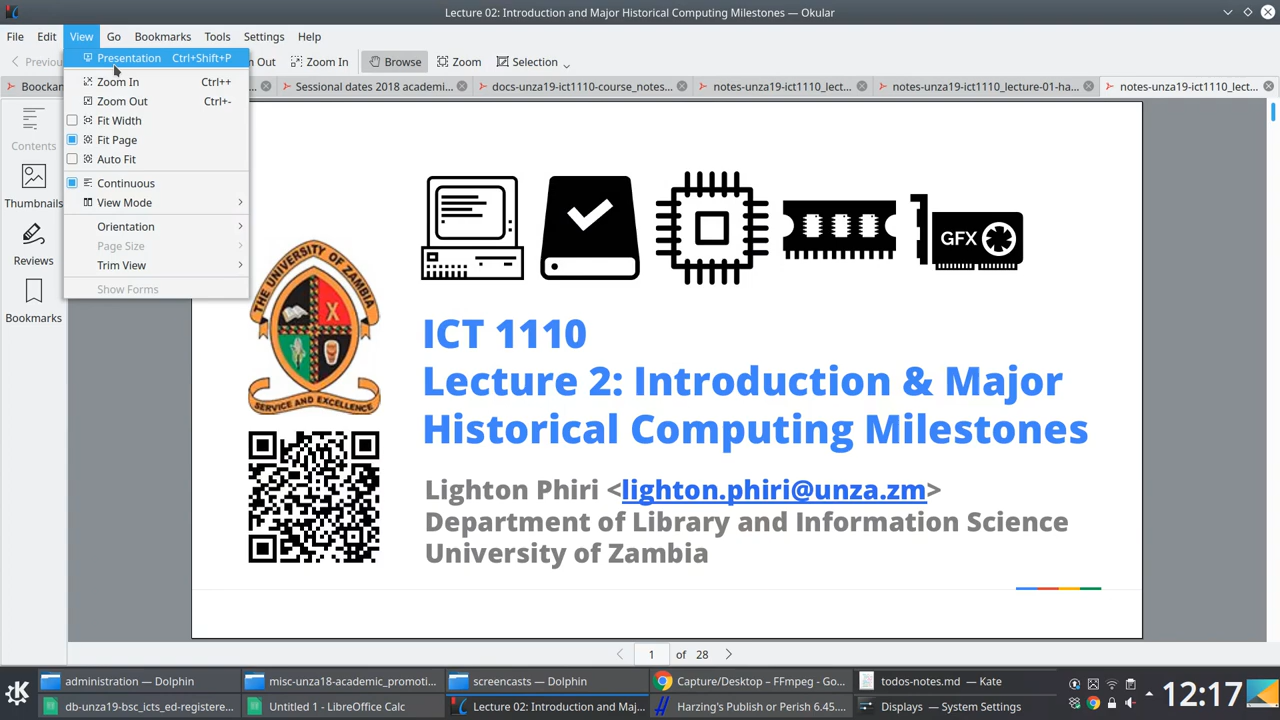 Lecture 02: Introduction and Major Historical Computing Milestones — Okular
File Edit View Go Bookmarks Tools Settings Help
Previou
Presentation Ctrl+Shift+P
n Out
Zoom In
Browse
Zoom
Selection
Zoom In Ctrl++
Boockan
Sessional dates 2018 academi...
docs-unza19-ict1110-course_notes...
notes-unza19-ict1110_lect...
notes-unza19-ict1110_lecture-01-ha...
notes-unza19-ict1110_lect...
Zoom Out Ctrl+-
Fit Width
Fit Page
Auto Fit
Continuous
View Mode
Orientation
Page Size
Trim View
Show Forms
Contents
Thumbnails
Reviews
Bookmarks
GFX
THE UNIVERSITY OF ZAMBIA
SERVICE AND EXCELLENCE
ICT 1110
Lecture 2: Introduction & Major
Historical Computing Milestones
Lighton Phiri <lighton.phiri@unza.zm>
Department of Library and Information Science
University of Zambia
1 of 28
administration — Dolphin
misc-unza18-academic_promoti...
screencasts — Dolphin
Capture/Desktop – FFmpeg - Go...
todos-notes.md — Kate
db-unza19-bsc_icts_ed-registere...
Untitled 1 - LibreOffice Calc
Lecture 02: Introduction and Maj...
Harzing's Publish or Perish 6.45....
Displays — System Settings
12:17